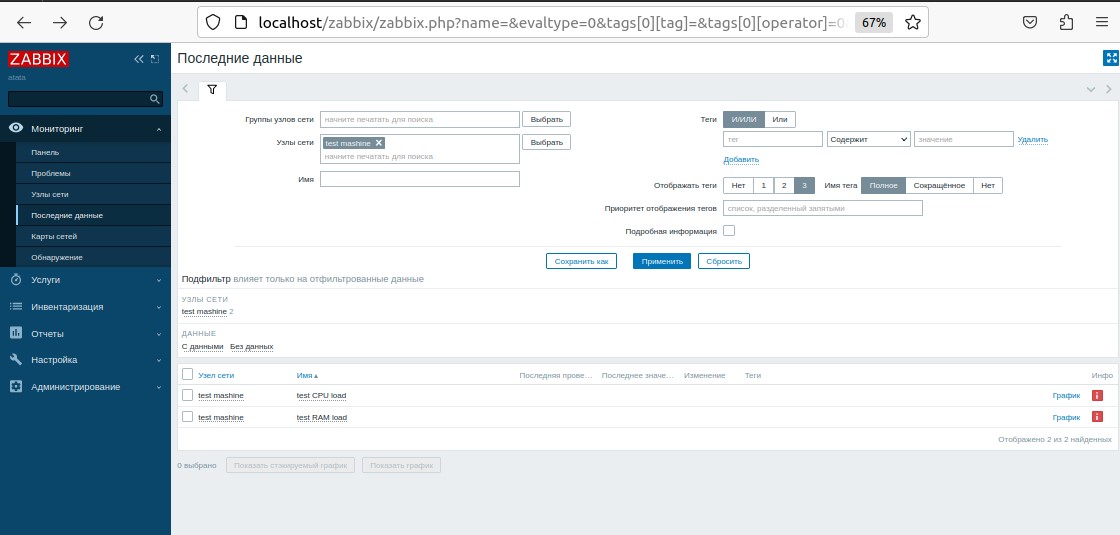 localhost/zabbix/zabbix.php?name=&evaltype=0&tags[0][tag]=&tags[0][operator]=0 67%
ZABBIX
atata
Последние данные
Мониторинг
Панель
Проблемы
Узлы сети
Последние данные
Карты сетей
Обнаружение
Услуги
Инвентаризация
Отчеты
Настройка
Администрирование
Группы узлов сети начните печатать для поиска Выбрать
Узлы сети test mashine Выбрать
начните печатать для поиска
Имя
Теги И/ИЛИ Или
тег Содержит значение Удалить
Добавить
Отображать теги Нет 1 2 3 Имя тега Полное Сокращённое Нет
Приоритет отображения тегов список, разделенный запятыми
Подробная информация
Сохранить как Применить Сбросить
Подфильтр влияет только на отфильтрованные данные
УЗЛЫ СЕТИ
test mashine 2
ДАННЫЕ
С данными Без данных
Узел сети Имя Последняя прове… Последнее значе… Изменение Теги Инфо
test mashine test CPU load График
test mashine test RAM load График
Отображено 2 из 2 найденных
0 выбрано Показать стэкируемый график Показать график